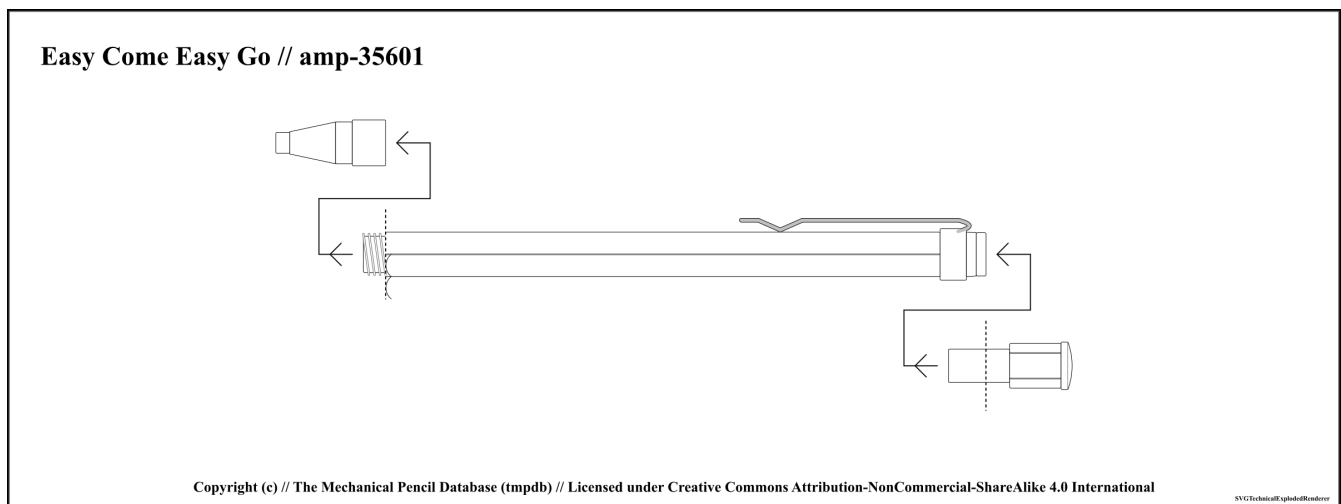 Easy Come Easy Go // amp-35601
Copyright (c) // The Mechanical Pencil Database (tmpdb) // Licensed under Creative Commons Attribution-NonCommercial-ShareAlike 4.0 International
SVGTechnicalExplodedRenderer